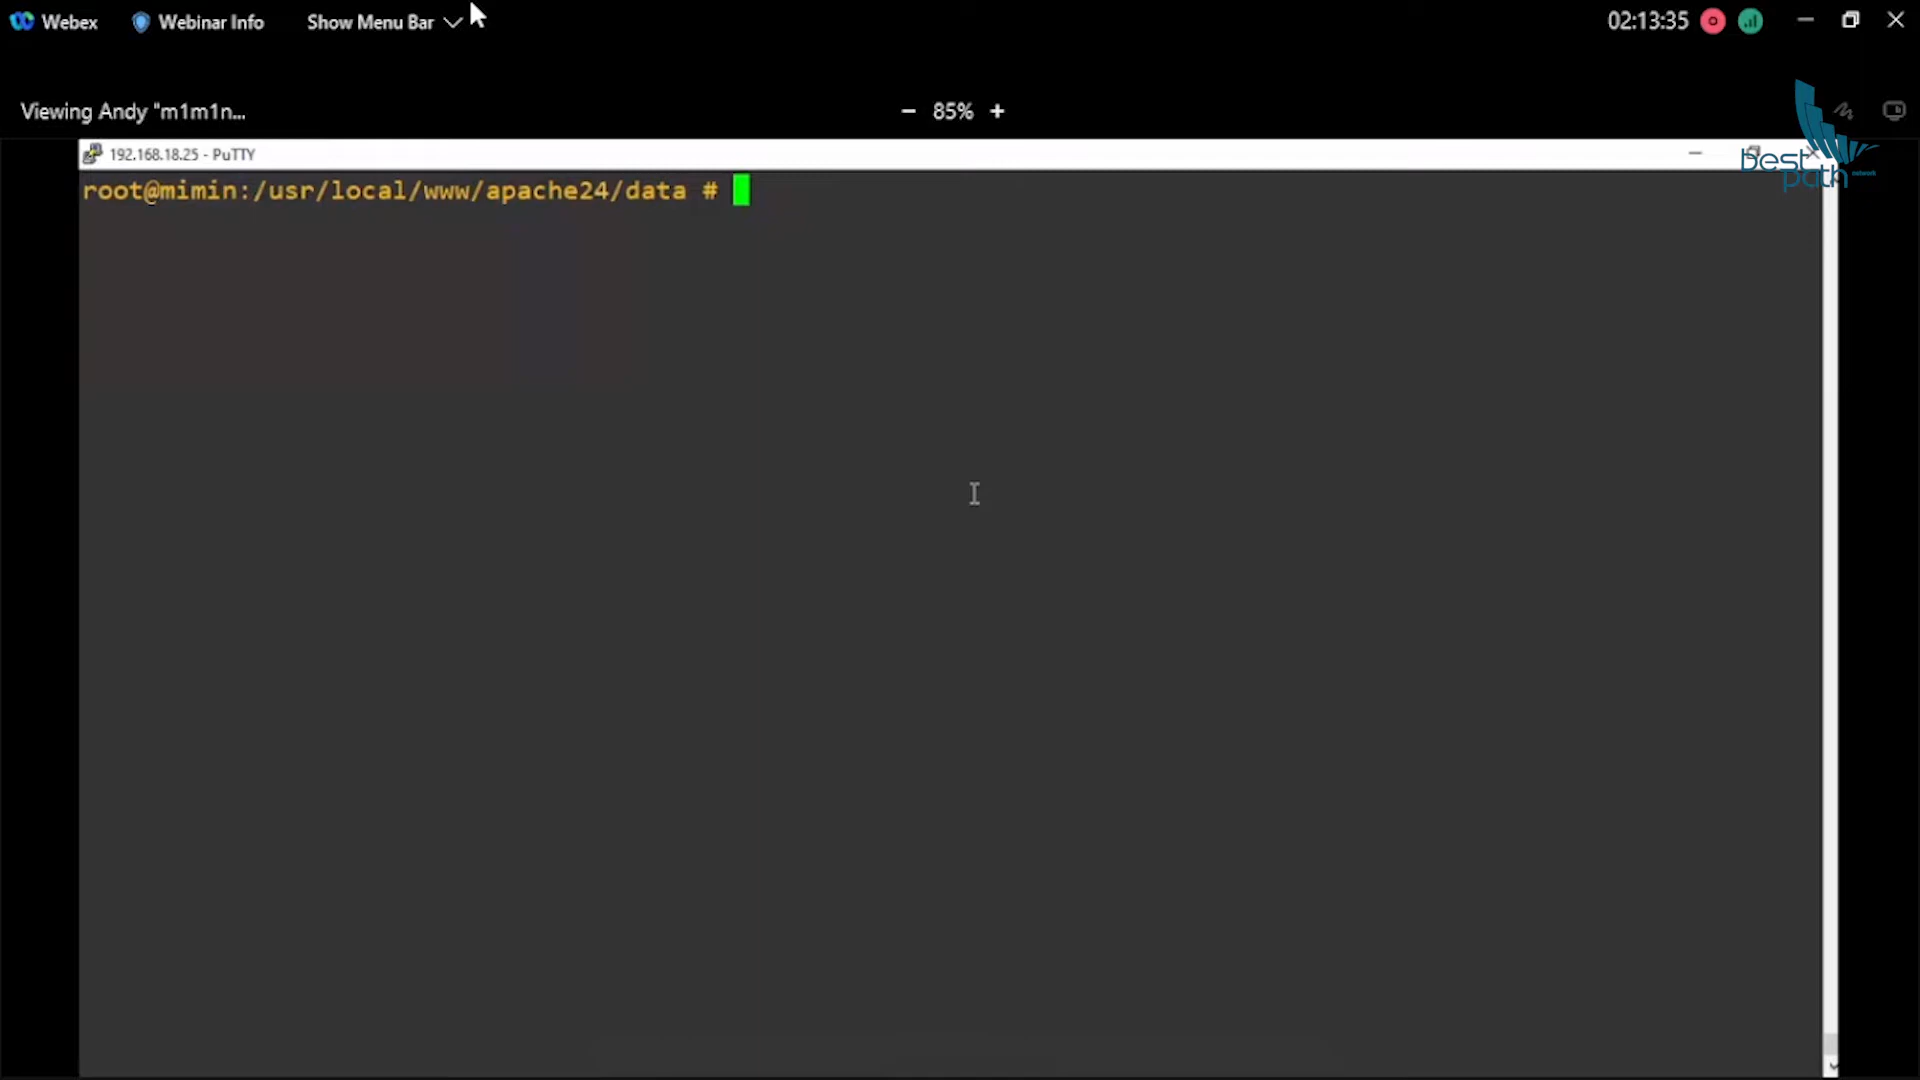 Webex Webinar Info Show Menu Bar 02:13:35
Viewing Andy "m1m1n... 85%
best path network
192.168.18.25 - PuTTY
root@mimin:/usr/local/www/apache24/data #